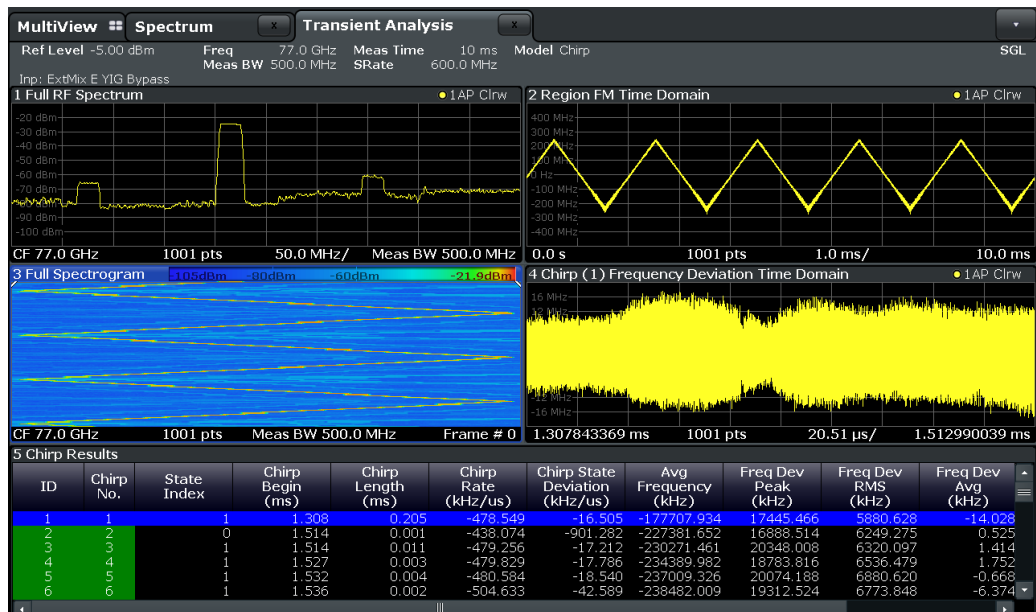 MultiView Spectrum x Transient Analysis x
Ref Level -5.00 dBm Freq 77.0 GHz Meas Time 10 ms Model Chirp SGL
Meas BW 500.0 MHz SRate 600.0 MHz
Inp: ExtMix E YIG Bypass
1 Full RF Spectrum 1AP Clrw
-20 dBm
-30 dBm
-40 dBm
-50 dBm
-60 dBm
-70 dBm
-90 dBm
-100 dBm
CF 77.0 GHz 1001 pts 50.0 MHz/ Meas BW 500.0 MHz
2 Region FM Time Domain 1AP Clrw
400 MHz
300 MHz
200 MHz
0 Hz
-100 MHz
-200 MHz
-300 MHz
-400 MHz
0.0 s 1001 pts 1.0 ms/ 10.0 ms
3 Full Spectrogram -105dBm -80dBm -60dBm -21.9dBm
CF 77.0 GHz 1001 pts Meas BW 500.0 MHz Frame # 0
4 Chirp (1) Frequency Deviation Time Domain 1AP Clrw
16 MHz
12 MHz
-12 MHz
-16 MHz
1.307843369 ms 1001 pts 20.51 µs/ 1.512990039 ms
5 Chirp Results
ID Chirp No. State Index Chirp Begin (ms) Chirp Length (ms) Chirp Rate (kHz/us) Chirp State Deviation (kHz/us) Avg Frequency (kHz) Freq Dev Peak (kHz) Freq Dev RMS (kHz) Freq Dev Avg (kHz)
1 1 1 1.308 0.205 -478.549 -16.505 -177707.934 17445.466 5880.628 -14.028
2 2 0 1.514 0.001 -438.074 -901.282 -227381.652 16888.514 6249.275 0.525
3 3 1 1.514 0.011 -479.256 -17.212 -230271.461 20348.008 6320.097 1.414
4 4 1 1.527 0.003 -479.829 -17.786 -234389.982 18783.816 6536.479 1.752
5 5 1 1.532 0.004 -480.584 -18.540 -237009.326 20074.188 6880.620 -0.668
6 6 1 1.536 0.002 -504.633 -42.589 -238482.009 19312.524 6773.848 -6.374